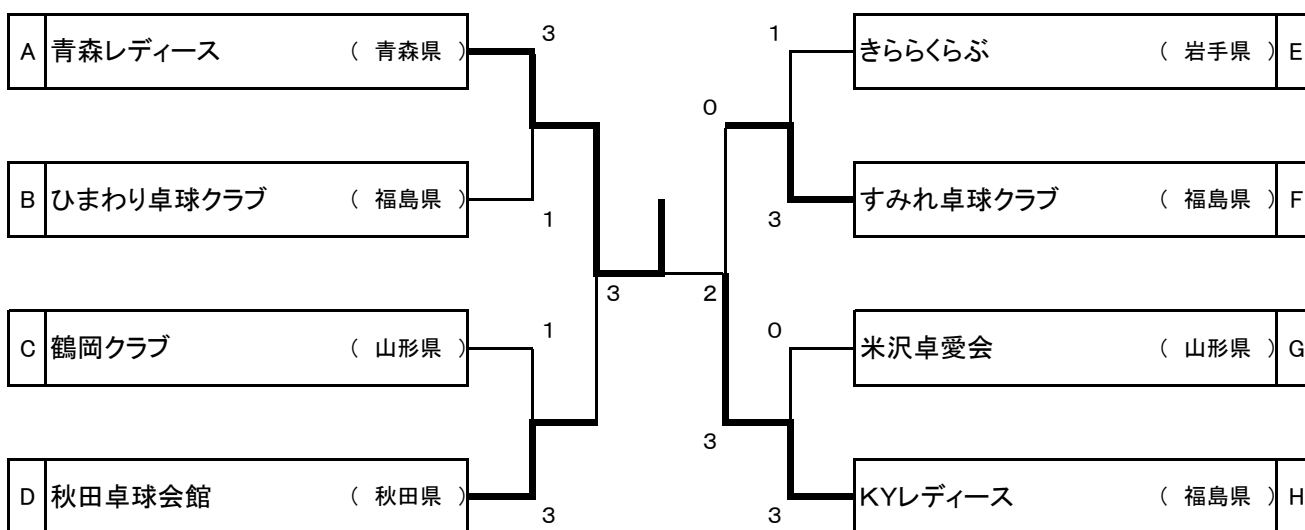 3
A 青森レディース （ 青森県 ）
1
きららくらぶ （ 岩手県 ） E
0
B ひまわり卓球クラブ （ 福島県 ）
1
3
すみれ卓球クラブ （ 福島県 ） F
3
2
C 鶴岡クラブ （ 山形県 ）
1
0
米沢卓愛会 （ 山形県 ） G
3
D 秋田卓球会館 （ 秋田県 ）
3
3
KYレディース （ 福島県 ） H